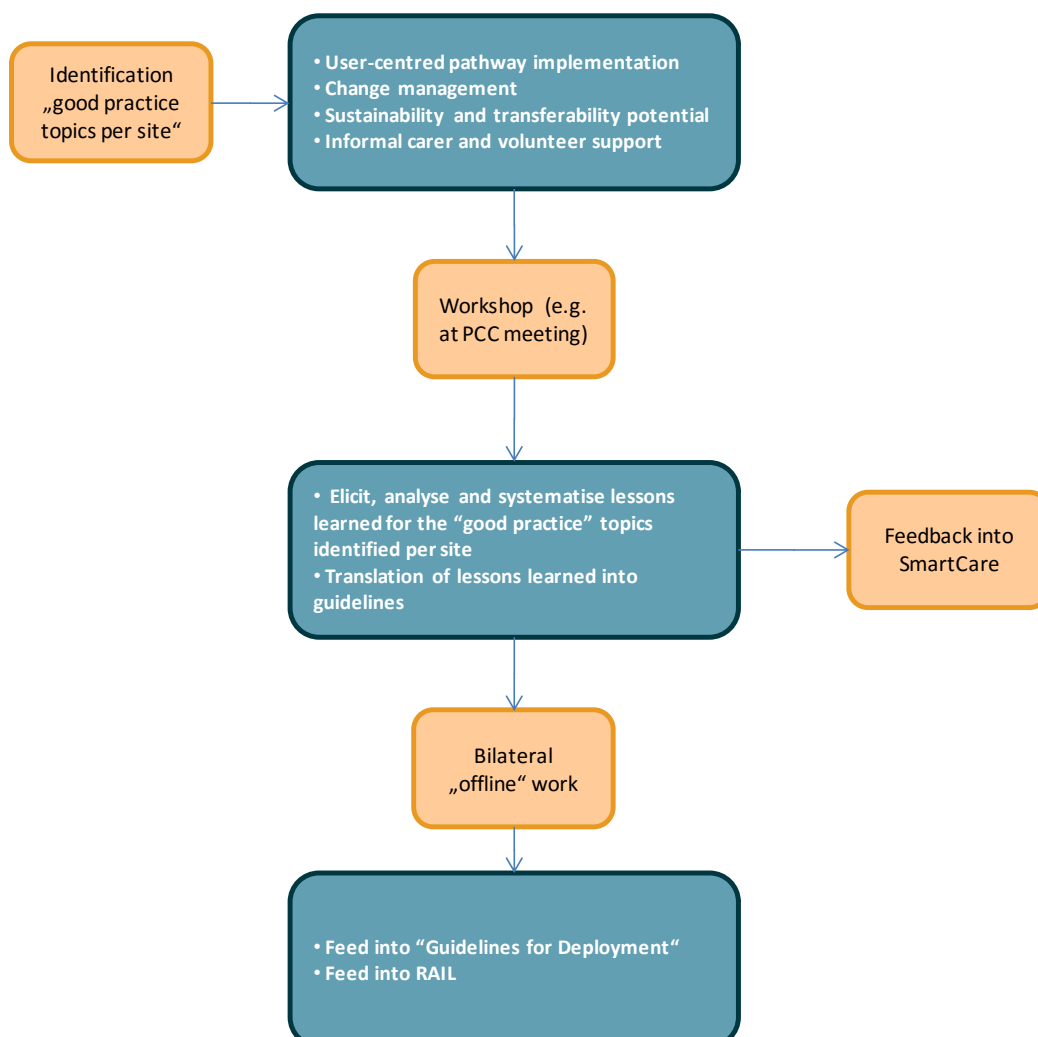 Identification
„good practice
topics per site“
• User-centred pathway implementation
• Change management
• Sustainability and transferability potential
• Informal carer and volunteer support
Workshop (e.g.
at PCC meeting)
• Elicit, analyse and systematise lessons
learned for the “good practice” topics
identified per site
• Translation of lessons learned into
guidelines
Feedback into
SmartCare
Bilateral
„offline“ work
• Feed into “Guidelines for Deployment“
• Feed into RAIL